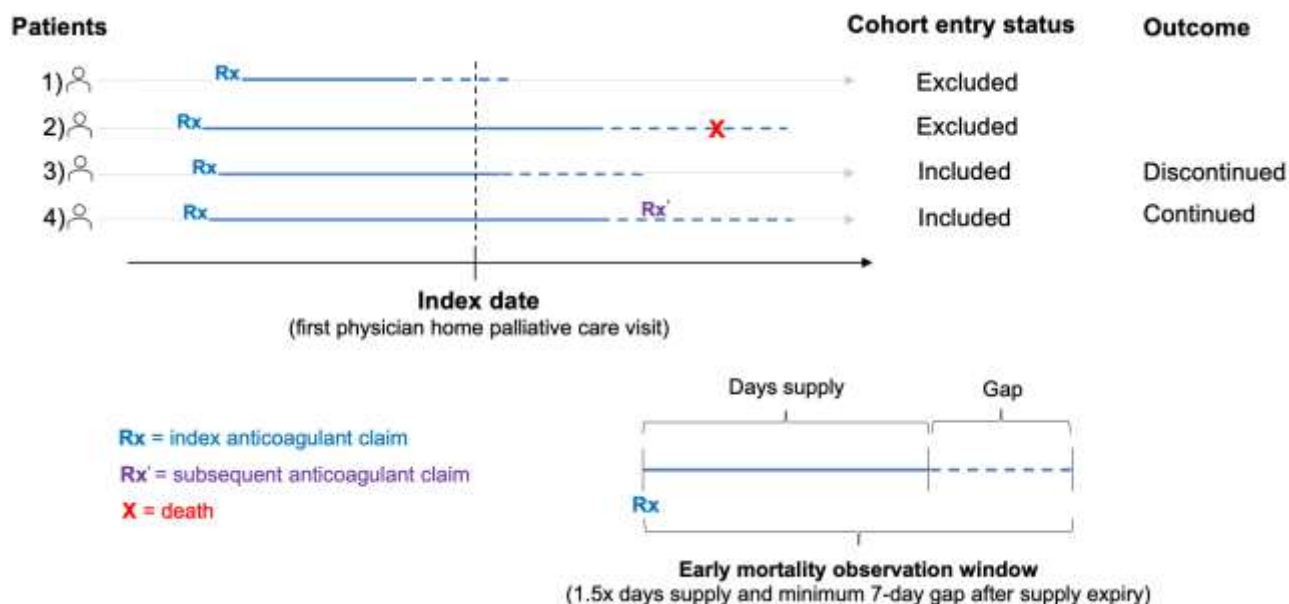 Patients Cohort entry status Outcome
1) Rx Excluded
2) Rx X Excluded
3) Rx Included Discontinued
4) Rx Rx' Included Continued
Index date
(first physician home palliative care visit)
Days supply Gap
Rx = index anticoagulant claim
Rx' = subsequent anticoagulant claim
X = death
Rx
Early mortality observation window
(1.5x days supply and minimum 7-day gap after supply expiry)